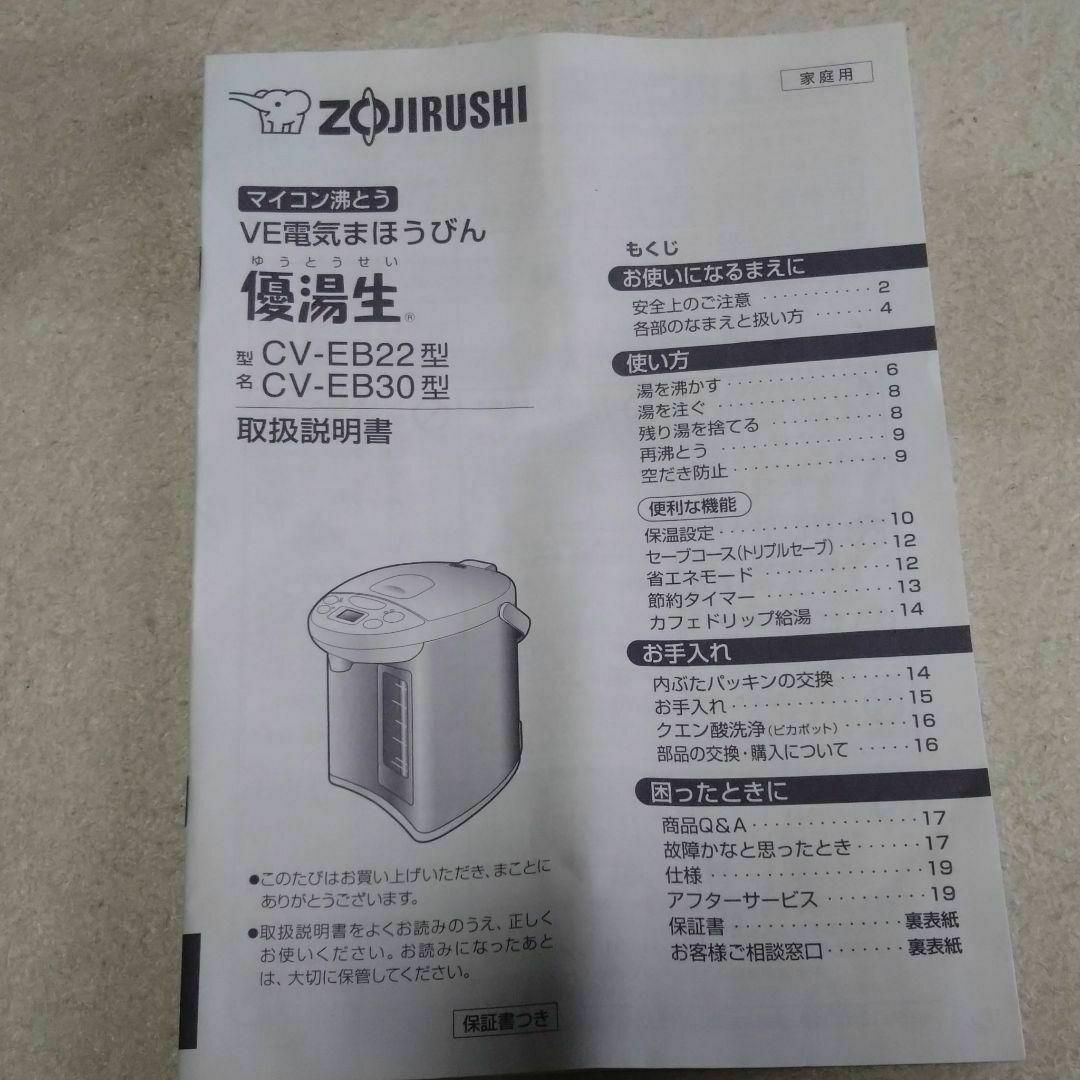 ZOJIRUSHI
家庭用
マイコン沸とう
VE電気まほうびん
ゆうとうせい
優湯生®
型名 CV-EB22型
CV-EB30型
取扱説明書
●このたびはお買い上げいただき、まことに
ありがとうございます。
●取扱説明書をよくお読みのうえ、正しく
お使いください。お読みになったあと
は、大切に保管してください。
保証書つき
もくじ
お使いになるまえに
安全上のご注意 ・・・・・・・・・・・ 2
各部のなまえと扱い方 ・・・・・・ 4
使い方
湯を沸かす・・・・・・・・・・・・・・・ 6
湯を注ぐ ・・・・・・・・・・・・・・・・ 8
残り湯を捨てる ・・・・・・・・・・・・ 8
再沸とう ・・・・・・・・・・・・・・・・ 9
空だき防止・・・・・・・・・・・・・・・ 9
便利な機能
保温設定・・・・・・・・・・・・・・・・10
セーブコース(トリプルセーブ)・・・・・12
省エネモード ・・・・・・・・・・・・12
節約タイマー ・・・・・・・・・・・・13
カフェドリップ給湯 ・・・・・・・14
お手入れ
内ぶたパッキンの交換・・・・・・14
お手入れ・・・・・・・・・・・・・・・・15
クエン酸洗浄(ピカポット)・・・・・・16
部品の交換・購入について ・・・・・16
困ったときに
商品Q&A・・・・・・・・・・・・・・・17
故障かなと思ったとき・・・・・・17
仕様 ・・・・・・・・・・・・・・・・・・・19
アフターサービス・・・・・・・・・19
保証書・・・・・・・・・・・・・・・裏表紙
お客様ご相談窓口・・・・・・・裏表紙